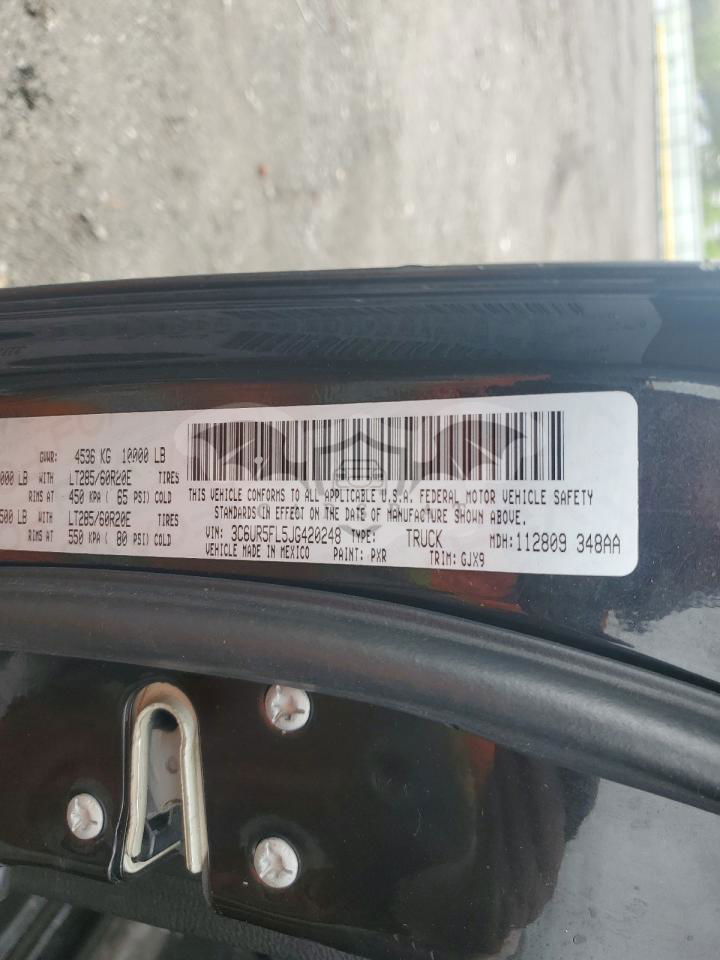 GVWR: 4536 KG 10000 LB
000 LB WITH LT285/60R20E TIRES
RIMS AT 450 KPA ( 65 PSI) COLD
500 LB WITH LT285/60R20E TIRES
RIMS AT 550 KPA ( 80 PSI) COLD
THIS VEHICLE CONFORMS TO ALL APPLICABLE U.S.A. FEDERAL MOTOR VEHICLE SAFETY
STANDARDS IN EFFECT ON THE DATE OF MANUFACTURE SHOWN ABOVE.
VIN: 3C6UR5FL5JG420248 TYPE: TRUCK MDH: 112809 348AA
VEHICLE MADE IN MEXICO PAINT: PXR TRIM: GJX9